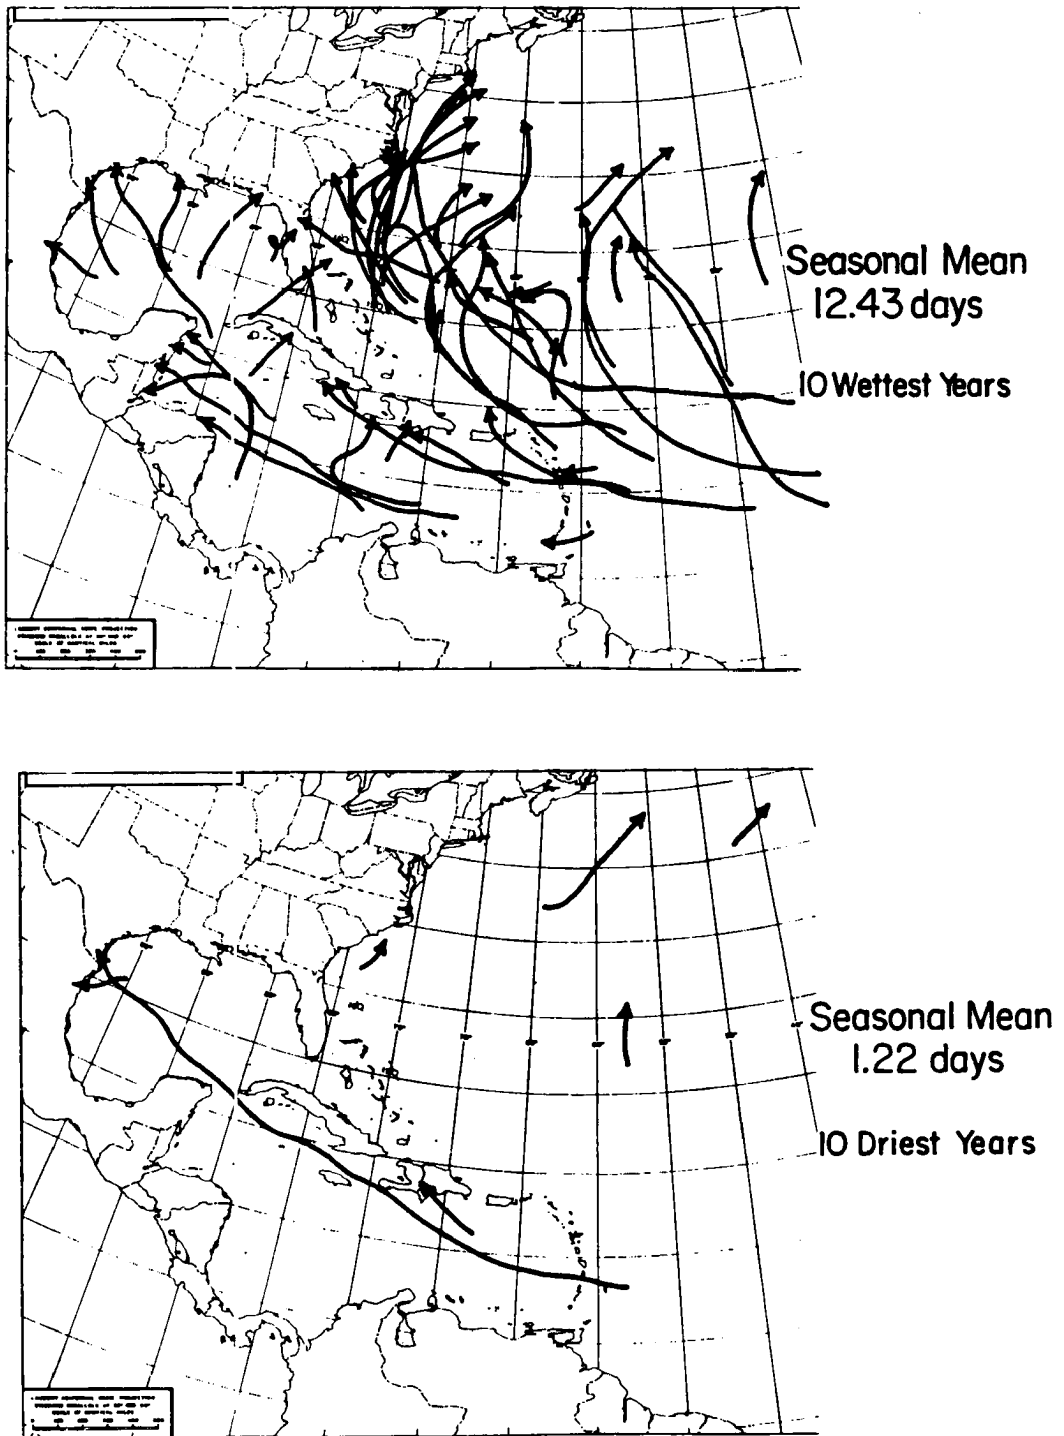 Seasonal Mean
12.43 days
10 Wettest Years
Seasonal Mean
1.22 days
10 Driest Years